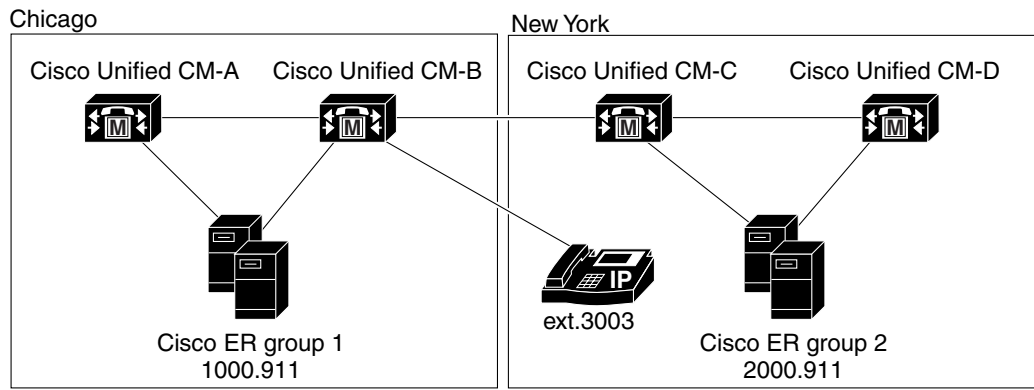 Chicago
New York
Cisco Unified CM-A
Cisco Unified CM-B
Cisco Unified CM-C
Cisco Unified CM-D
M
M
M
M
IP
ext.3003
Cisco ER group 1
1000.911
Cisco ER group 2
2000.911